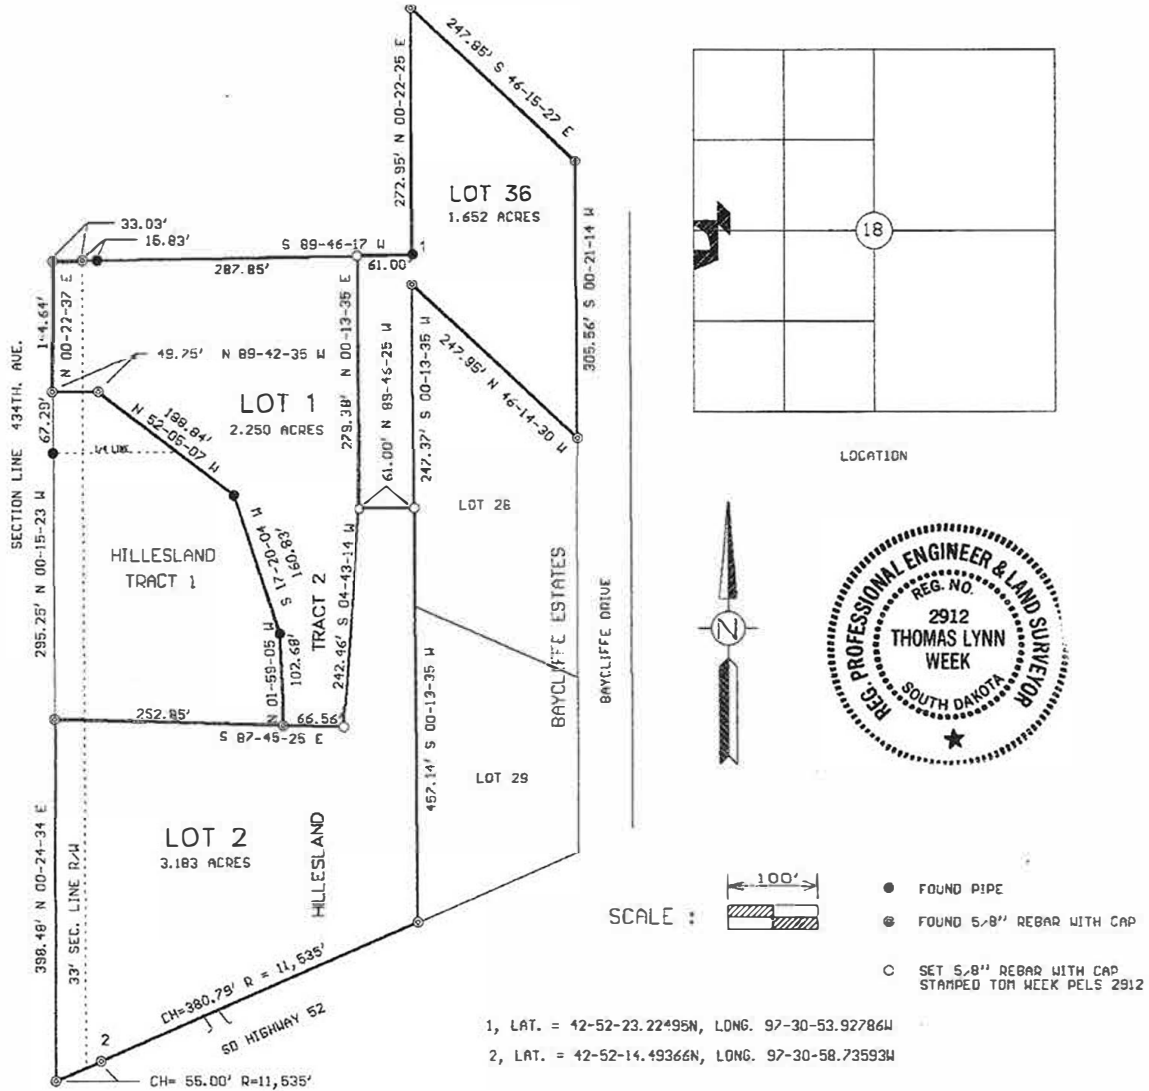 247.85' S 46-15-27 E
272.95' N 00-22-25 E
LOT 36
1.652 ACRES
305.56' S 00-21-14 W
33.03'
15.83'
S 89-46-17 W
1
287.85'
61.00'
N 00-22-37 E
49.75' N 89-42-35 W
LOT 1
2.250 ACRES
279.38' N 00-13-35 E
61.00' N 89-46-25 W
247.37' S 00-13-35 W
247.95' N 46-14-30 W
SECTION LINE 434TH. AVE.
67.29'
188.84'
N 52-05-07 W
1/4 LINE
295.25' N 00-15-23 W
HILLESLAND
TRACT 1
S 17-20-04 W
160.83'
TRACT 2
242.46' S 04-43-14 W
N 01-59-05 W
102.68'
LOT 28
BAYCLIFFE ESTATES
BAYCLIFFE DRIVE
252.85'
66.56'
S 87-45-25 E
457.14' S 00-13-35 W
LOT 29
LOT 2
3.183 ACRES
HILLESLAND
398.48' N 00-24-34 E
33' SEC. LINE R/W
CH=380.79' R = 11,535'
SD HIGHWAY 52
2
CH= 55.00' R=11,535'
18
LOCATION
Z
REG. PROFESSIONAL ENGINEER & LAND SURVEYOR
REG. NO.
2912
THOMAS LYNN
WEEK
SOUTH DAKOTA
100'
SCALE :
FOUND PIPE
FOUND 5/8" REBAR WITH CAP
SET 5/8" REBAR WITH CAP
STAMPED TOM WEEK PELS 2912
1, LAT. = 42-52-23.22495N, LONG. 97-30-53.92786W
2, LAT. = 42-52-14.49366N, LONG. 97-30-58.73593W